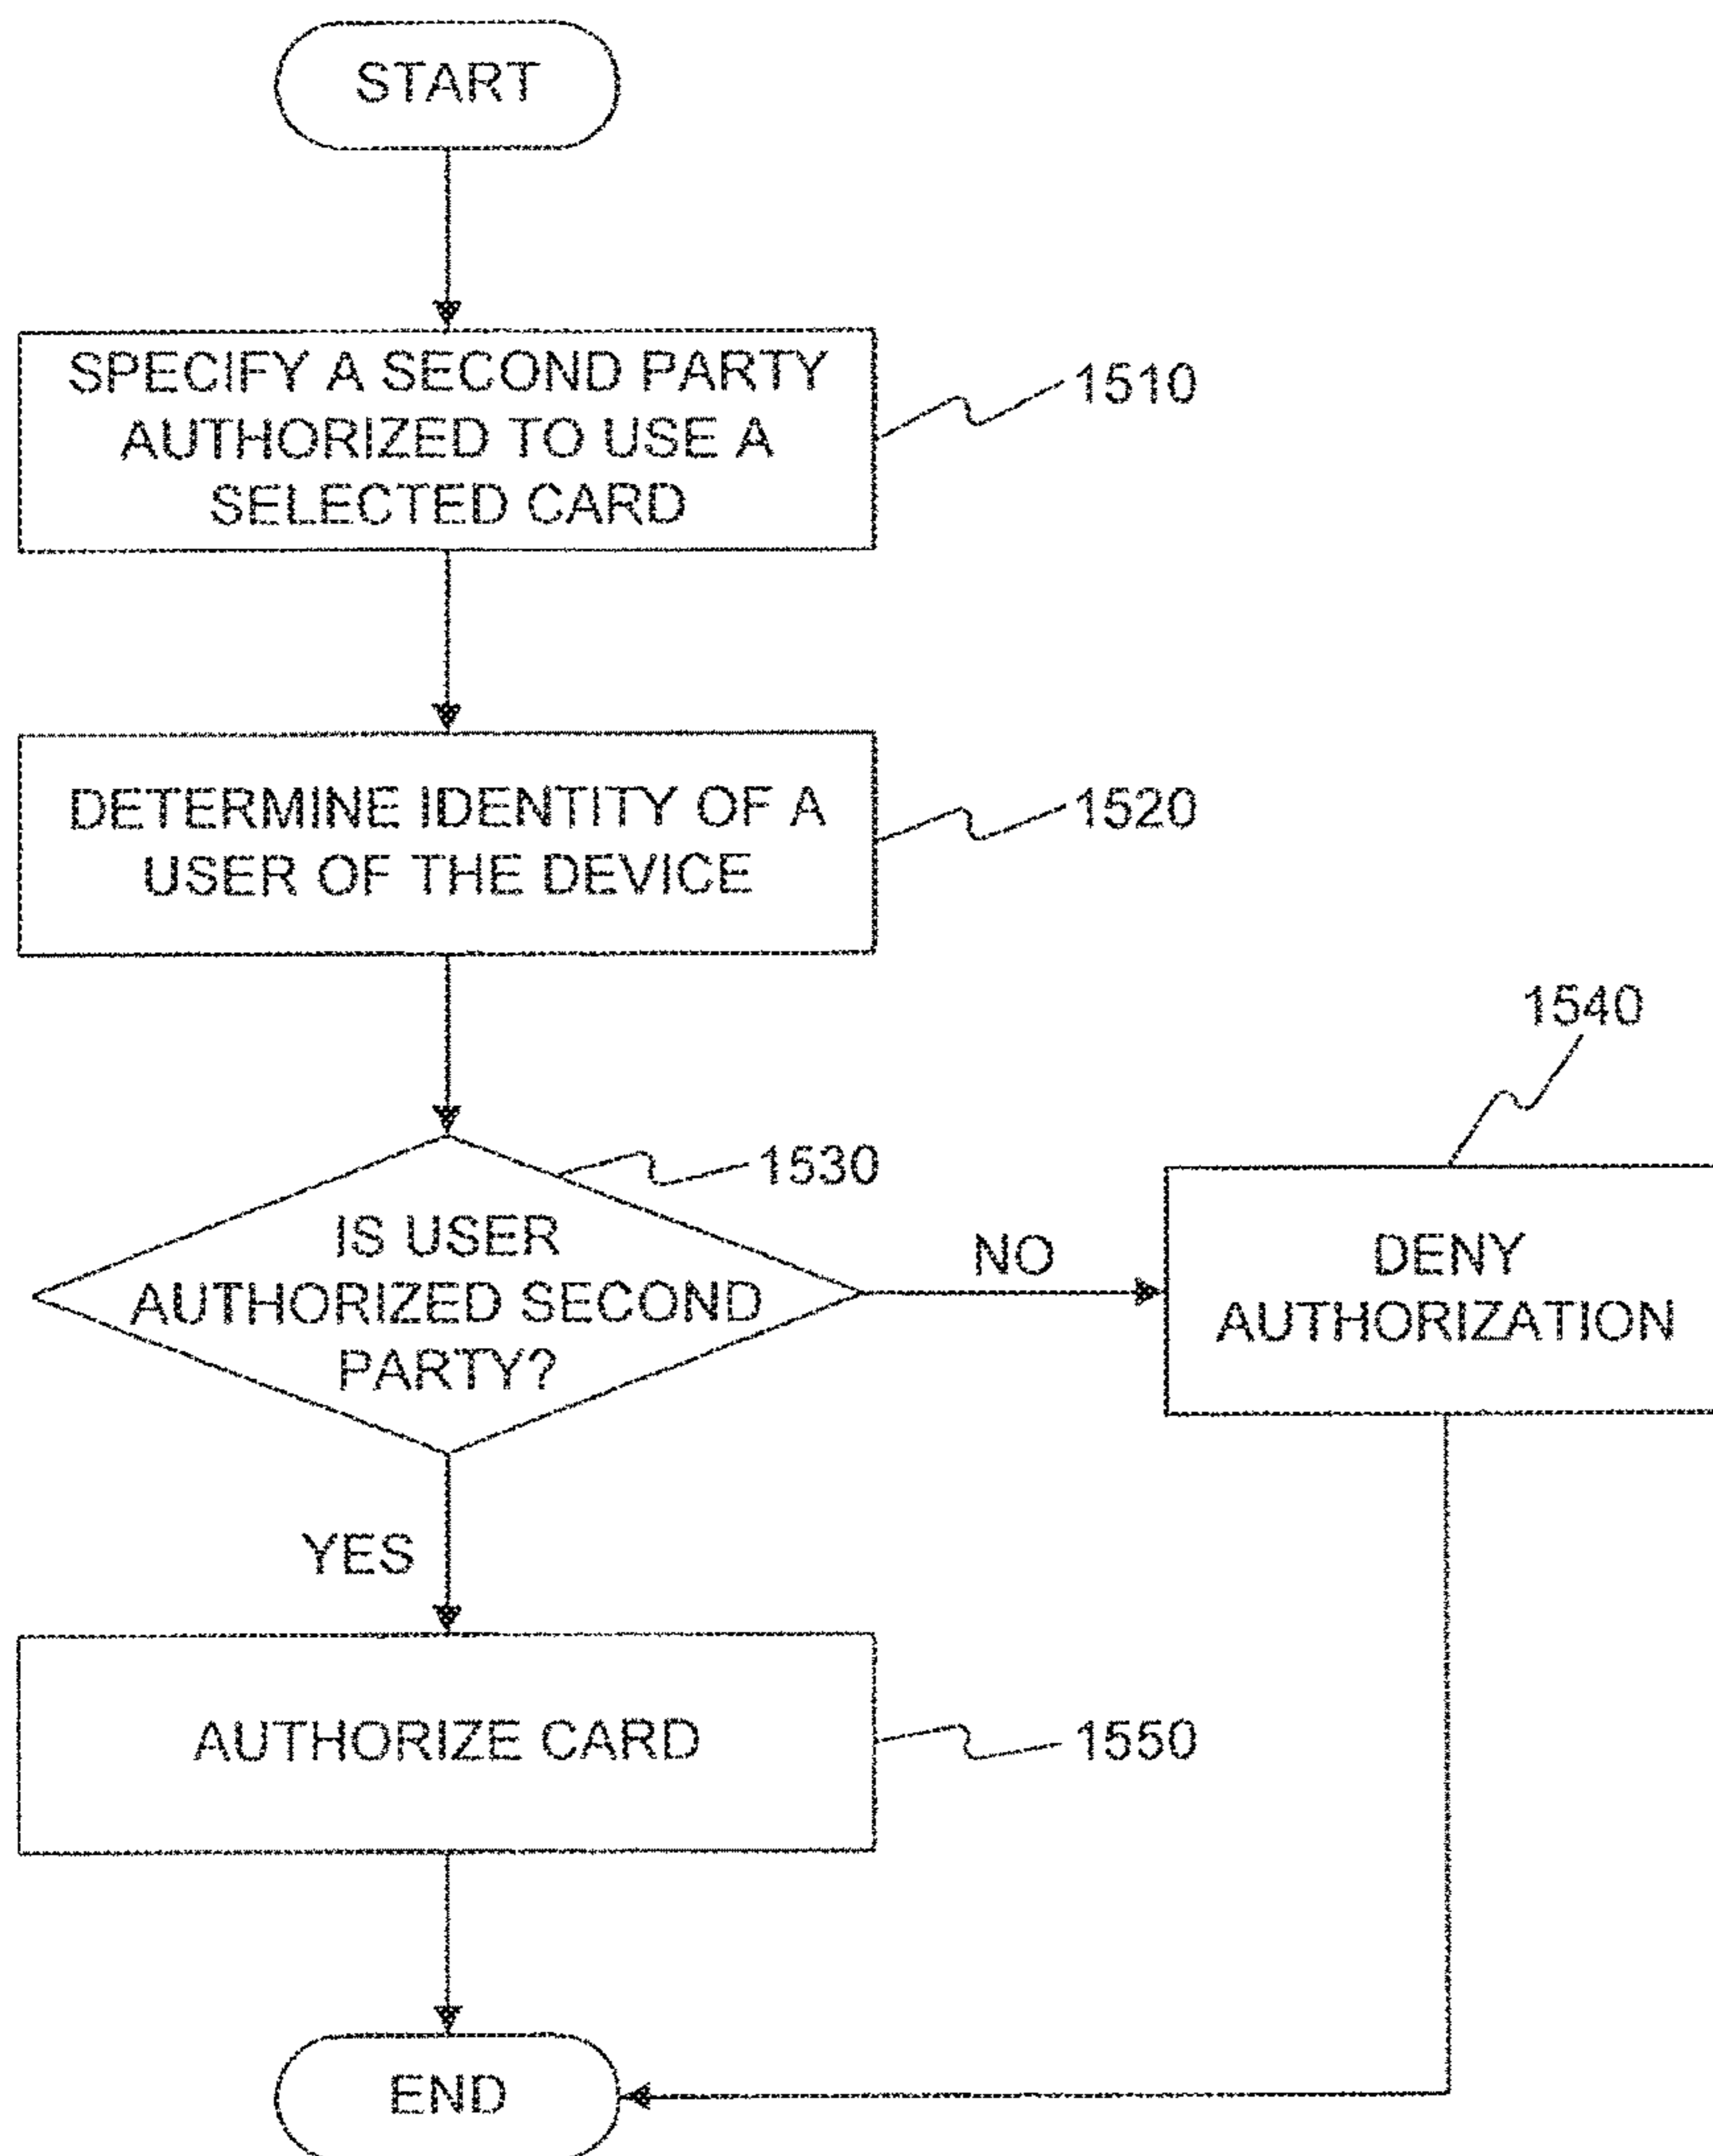 START
SPECIFY A SECOND PARTY
AUTHORIZED TO USE A
SELECTED CARD
1510
DETERMINE IDENTITY OF A
USER OF THE DEVICE
1520
1530
IS USER
AUTHORIZED SECOND
PARTY?
NO
1540
DENY
AUTHORIZATION
YES
AUTHORIZE CARD
1550
END